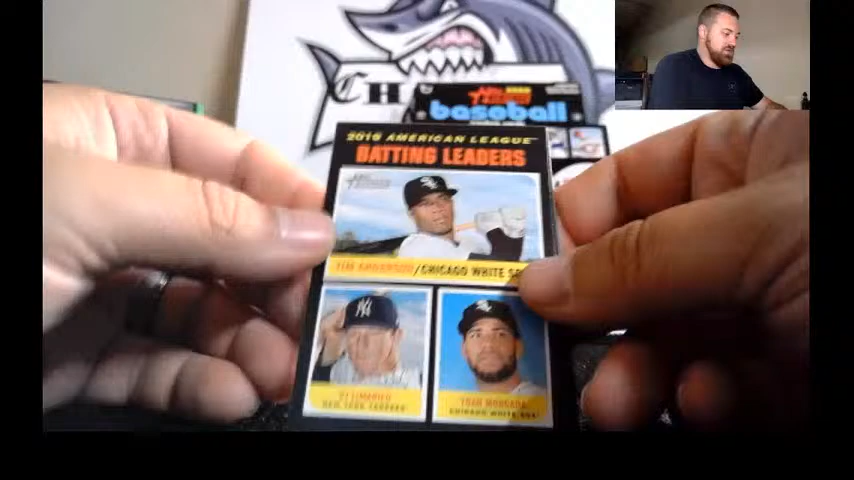 CH
baseball
2019 AMERICAN LEAGUE
BATTING LEADERS
TIM ANDERSON/CHICAGO WHITE
DJ LEMAHIEU
NEW YORK YANKEES
YOAN MONCADA
CHICAGO WHITE SOX